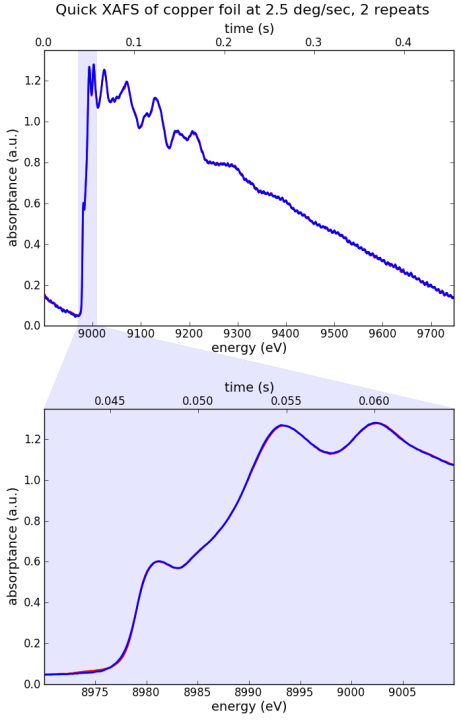 Quick XAFS of copper foil at 2.5 deg/sec, 2 repeats
time (s)
0.0 0.1 0.2 0.3 0.4
absorptance (a.u.)
1.2
1.0
0.8
0.6
0.4
0.2
0.0
9000 9100 9200 9300 9400 9500 9600 9700
energy (eV)
time (s)
0.045 0.050 0.055 0.060
absorptance (a.u.)
1.2
1.0
0.8
0.6
0.4
0.2
0.0
8975 8980 8985 8990 8995 9000 9005
energy (eV)